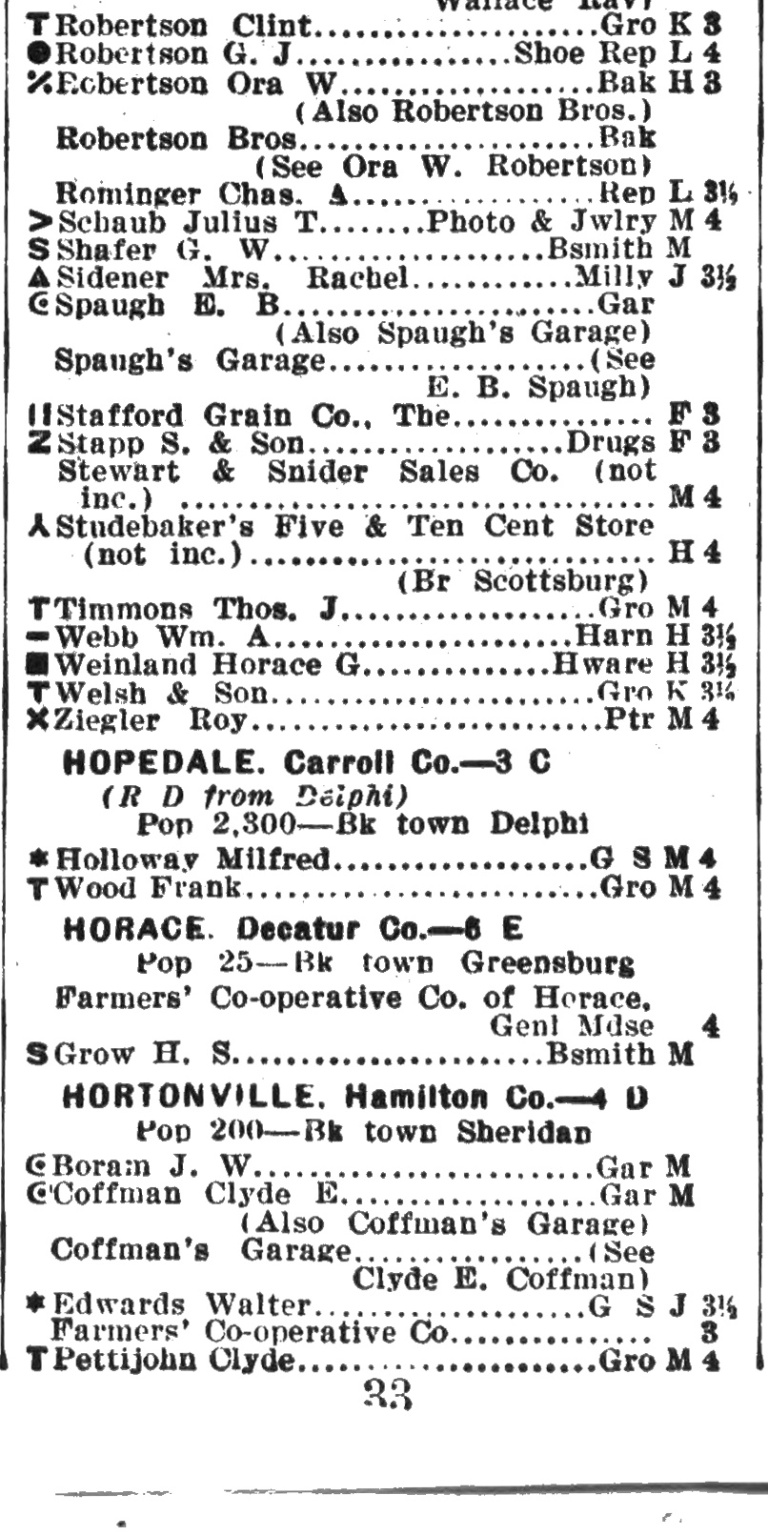 Wallace Ray)
T Robertson Clint....................Gro K 3
● Robertson G. J................Shoe Rep L 4
⁒ Robertson Ora W...................Bak H 3
(Also Robertson Bros.)
Robertson Bros......................Bak
(See Ora W. Robertson)
Rominger Chas. A..................Rep L 3½
> Schaub Julius T........Photo & Jwlry M 4
S Shafer G. W....................Bsmith M
▲ Sidener Mrs. Rachel............Milly J 3½
Є Spaugh E. B.......................Gar
(Also Spaugh's Garage)
Spaugh's Garage...................(See
E. B. Spaugh)
II Stafford Grain Co., The............... F 3
Z Stapp S. & Son...................Drugs F 3
Stewart & Snider Sales Co. (not
inc.) ................................ M 4
⅄ Studebaker's Five & Ten Cent Store
(not inc.)............................ H 4
(Br Scottsburg)
T Timmons Thos. J...................Gro M 4
— Webb Wm. A......................Harn H 3½
■ Weinland Horace G..............Hware H 3½
T Welsh & Son........................Gro K 3½
✕ Ziegler Roy..........................Ptr M 4
HOPEDALE. Carroll Co.—3 C
(R D from Delphi)
Pop 2,300—Bk town Delphi
* Holloway Milfred...................G S M 4
T Wood Frank..........................Gro M 4
HORACE. Decatur Co.—6 E
Pop 25—Bk town Greensburg
Farmers' Co-operative Co. of Horace,
Genl Mdse 4
S Grow H. S.......................Bsmith M
HORTONVILLE. Hamilton Co.—4 D
Pop 200—Bk town Sheridan
Є Borain J. W.........................Gar M
Є Coffman Clyde E...................Gar M
(Also Coffman's Garage)
Coffman's Garage.................(See
Clyde E. Coffman)
* Edwards Walter....................G S J 3½
Farmers' Co-operative Co............... 3
T Pettijohn Clyde......................Gro M 4
33